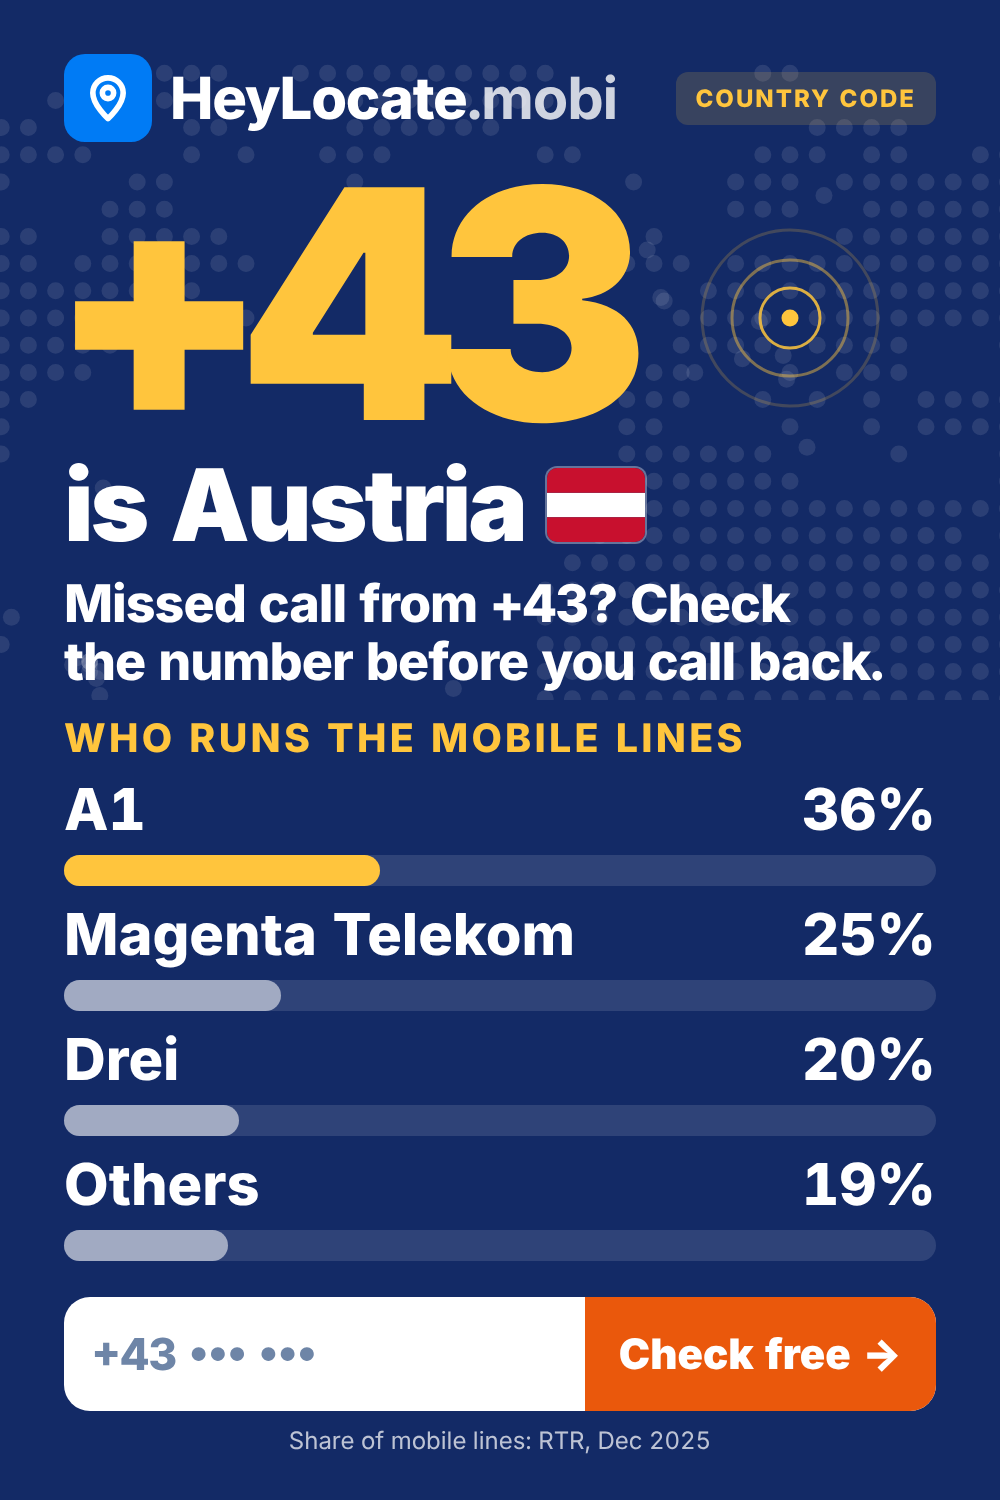 HeyLocate.mobi
COUNTRY CODE
+43
is Austria
Missed call from +43? Check
the number before you call back.
WHO RUNS THE MOBILE LINES
A1 36%
Magenta Telekom 25%
Drei 20%
Others 19%
+43 ••• •••
Check free →
Share of mobile lines: RTR, Dec 2025